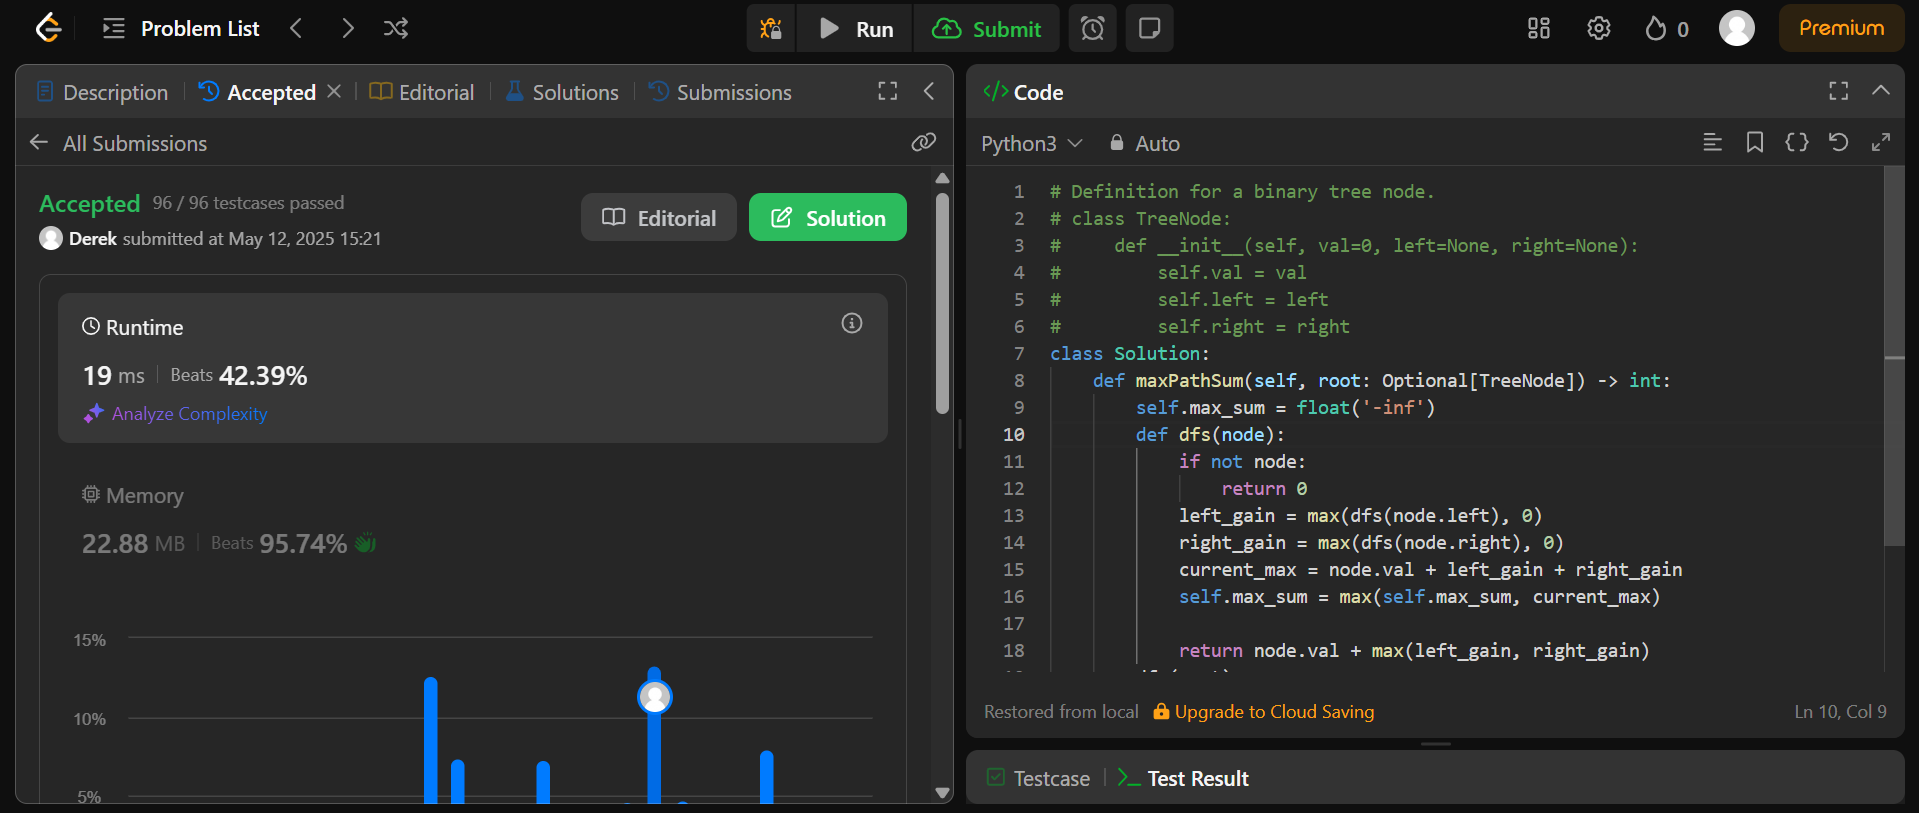 Problem List
Run
Submit
0
Premium
Description
Accepted
Editorial
Solutions
Submissions
All Submissions
Accepted 96 / 96 testcases passed
Derek submitted at May 12, 2025 15:21
Editorial
Solution
Runtime
19 ms
Beats 42.39%
Analyze Complexity
Memory
22.88 MB
Beats 95.74%
15%
10%
5%
</> Code
Python3
Auto
1 # Definition for a binary tree node.
2 # class TreeNode:
3 #     def __init__(self, val=0, left=None, right=None):
4 #         self.val = val
5 #         self.left = left
6 #         self.right = right
7 class Solution:
8     def maxPathSum(self, root: Optional[TreeNode]) -> int:
9         self.max_sum = float('-inf')
10         def dfs(node):
11             if not node:
12                 return 0
13             left_gain = max(dfs(node.left), 0)
14             right_gain = max(dfs(node.right), 0)
15             current_max = node.val + left_gain + right_gain
16             self.max_sum = max(self.max_sum, current_max)
17
18             return node.val + max(left_gain, right_gain)
Restored from local
Upgrade to Cloud Saving
Ln 10, Col 9
Testcase
Test Result